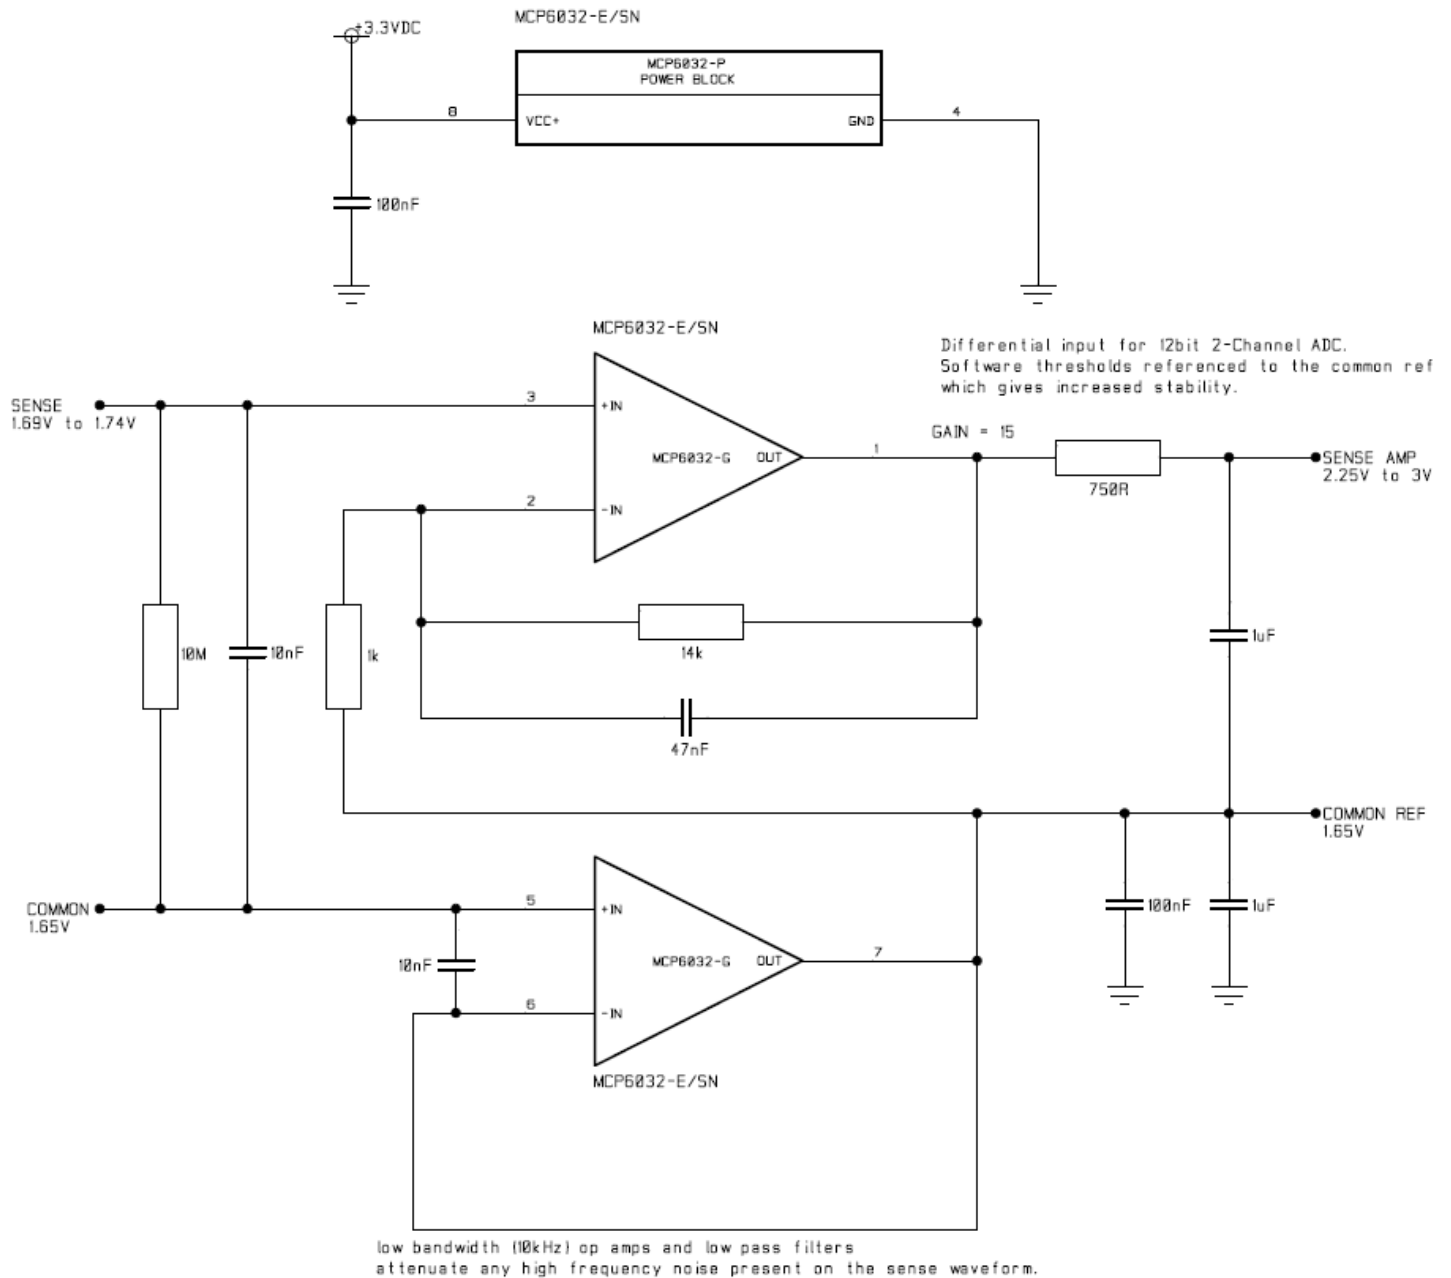 MCP6032-E/SN
+3.3VDC
MCP6032-P
POWER BLOCK
8
VCC+
GND
4
100nF
MCP6032-E/SN
Differential input for 12bit 2-Channel ADC.
Software thresholds referenced to the common ref
which gives increased stability.
SENSE
1.69V to 1.74V
3
+IN
GAIN = 15
MCP6032-G
OUT
1
SENSE AMP
2.25V to 3V
750R
2
-IN
10M
10nF
1k
14k
1uF
47nF
COMMON REF
1.65V
COMMON
1.65V
5
+IN
100nF
1uF
10nF
MCP6032-G
OUT
7
6
-IN
MCP6032-E/SN
low bandwidth (10kHz) op amps and low pass filters
attenuate any high frequency noise present on the sense waveform.